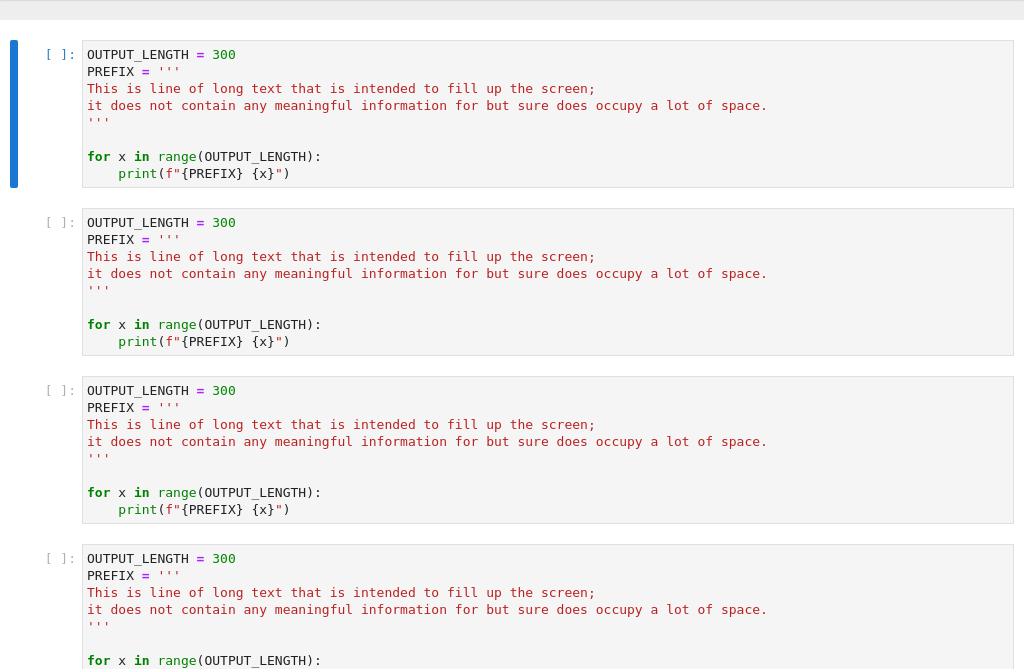 [ ]: OUTPUT_LENGTH = 300
PREFIX = '''
This is line of long text that is intended to fill up the screen;
it does not contain any meaningful information for but sure does occupy a lot of space.
'''
for x in range(OUTPUT_LENGTH):
    print(f"{PREFIX} {x}")
[ ]: OUTPUT_LENGTH = 300
PREFIX = '''
This is line of long text that is intended to fill up the screen;
it does not contain any meaningful information for but sure does occupy a lot of space.
'''
for x in range(OUTPUT_LENGTH):
    print(f"{PREFIX} {x}")
[ ]: OUTPUT_LENGTH = 300
PREFIX = '''
This is line of long text that is intended to fill up the screen;
it does not contain any meaningful information for but sure does occupy a lot of space.
'''
for x in range(OUTPUT_LENGTH):
    print(f"{PREFIX} {x}")
[ ]: OUTPUT_LENGTH = 300
PREFIX = '''
This is line of long text that is intended to fill up the screen;
it does not contain any meaningful information for but sure does occupy a lot of space.
'''
for x in range(OUTPUT_LENGTH):